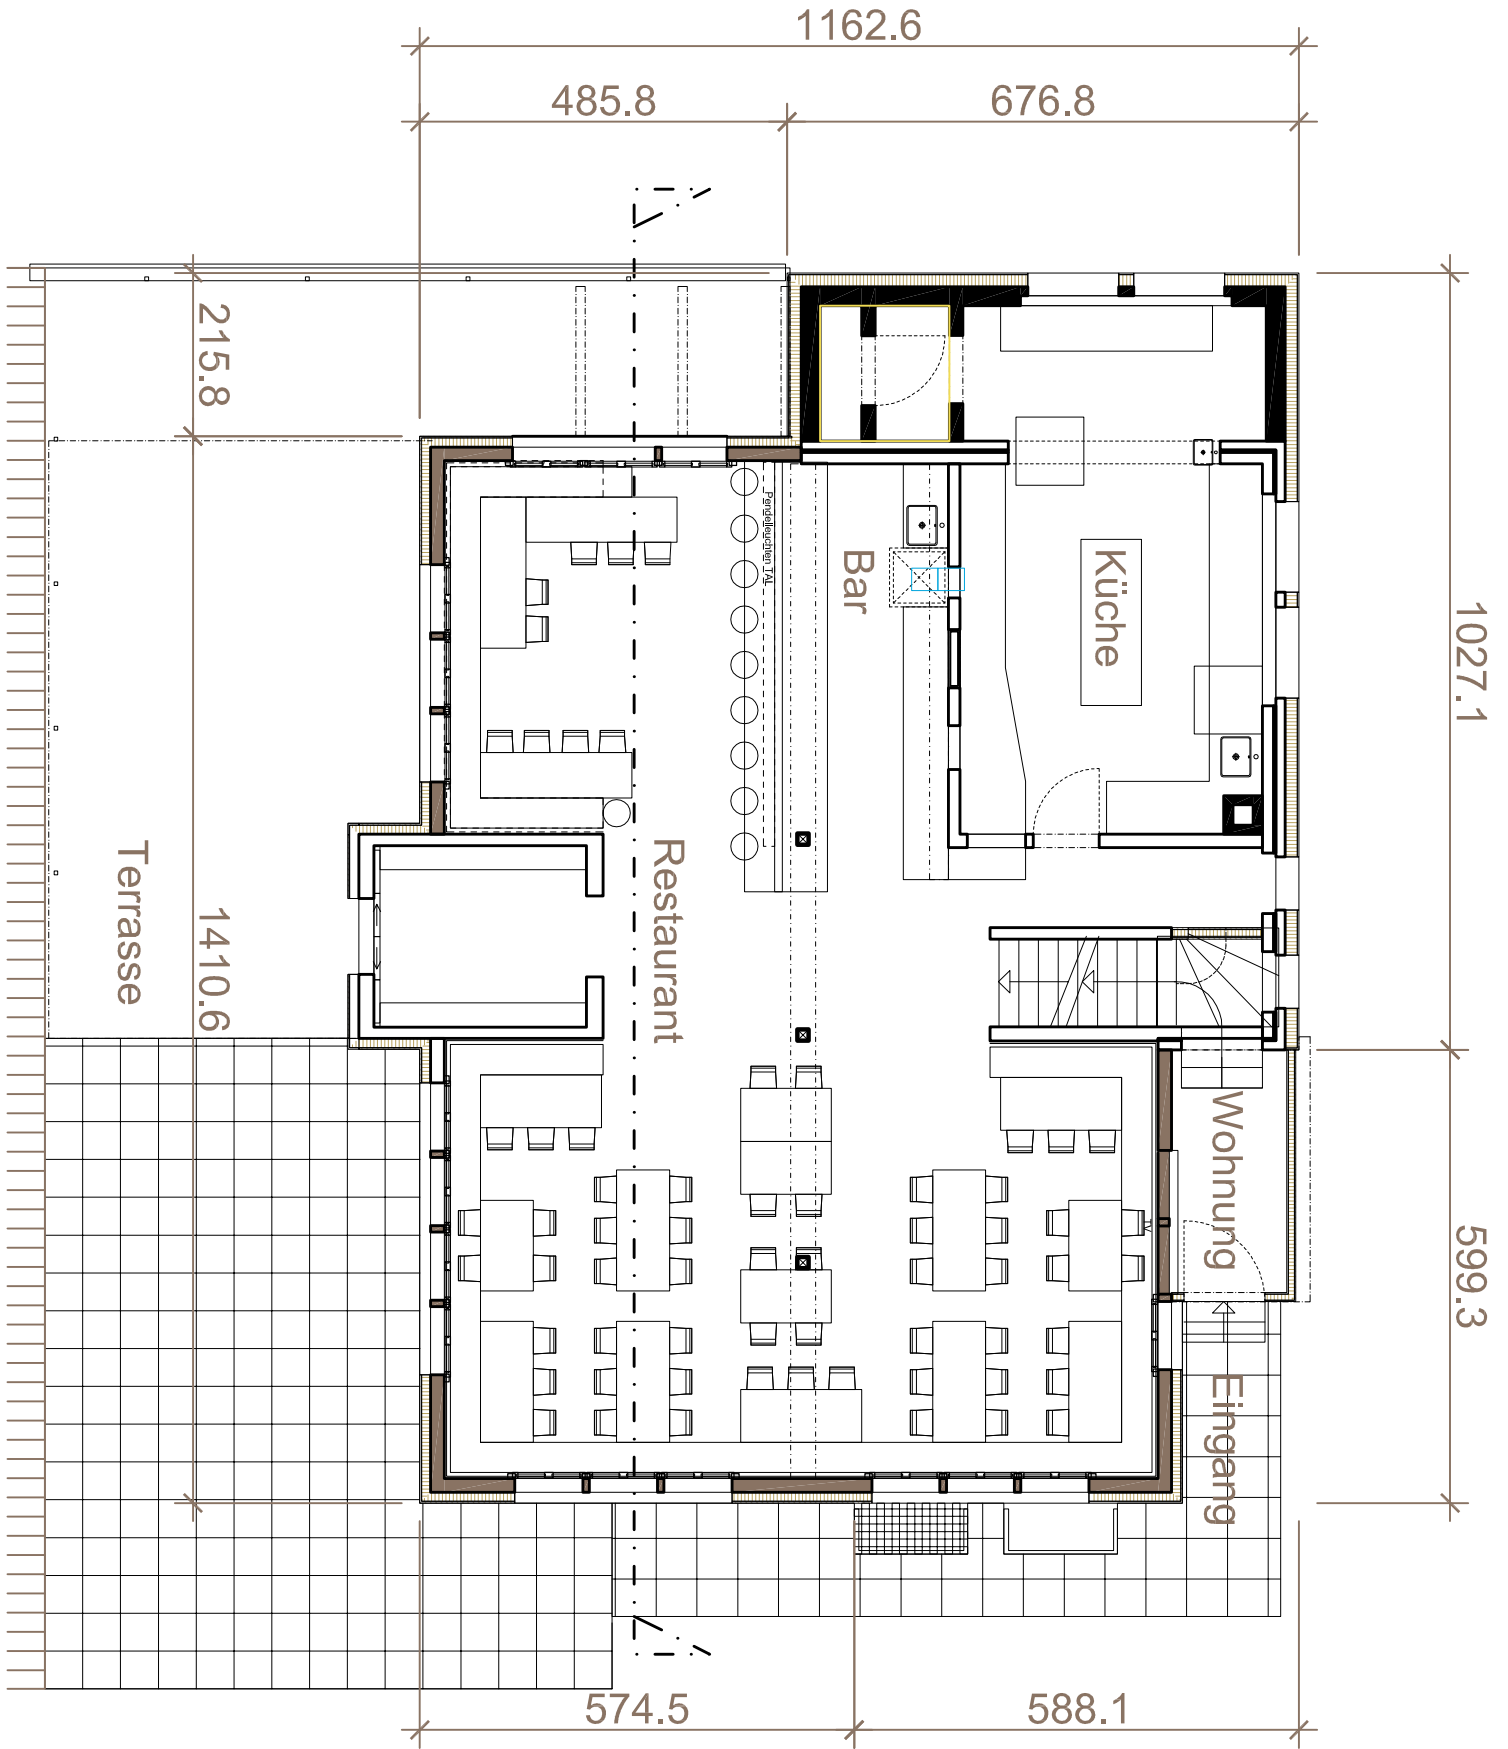 1162.6
485.8
676.8
215.8
Pendelleuchten TAL
Bar
Küche
1027.1
Restaurant
Terrasse
1410.6
Wohnung
599.3
Eingang
574.5
588.1